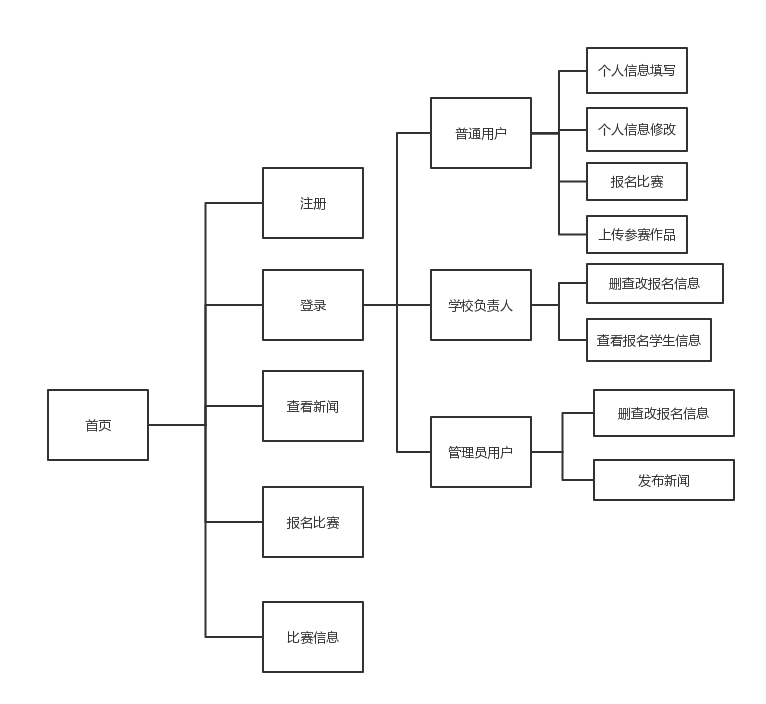 首页
注册
登录
查看新闻
报名比赛
比赛信息
普通用户
学校负责人
管理员用户
个人信息填写
个人信息修改
报名比赛
上传参赛作品
删查改报名信息
查看报名学生信息
删查改报名信息
发布新闻